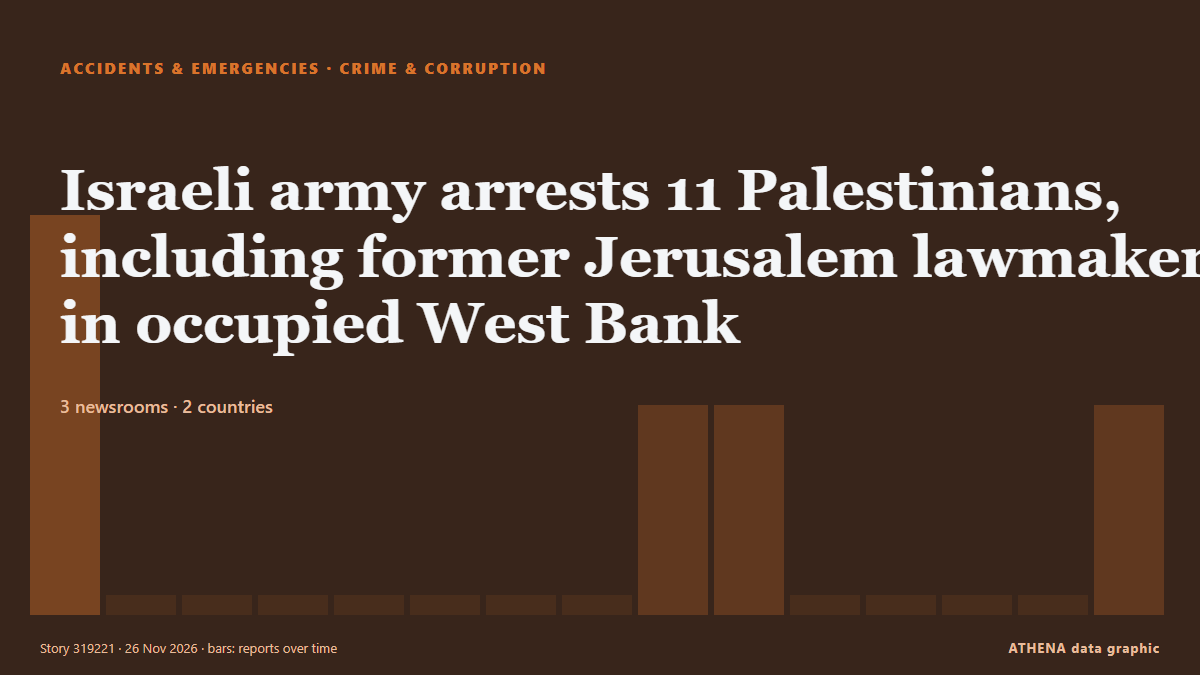 ACCIDENTS & EMERGENCIES · CRIME & CORRUPTION
Israeli army arrests 11 Palestinians,
including former Jerusalem lawmaker
in occupied West Bank
3 newsrooms · 2 countries
Story 319221 · 26 Nov 2026 · bars: reports over time
ATHENA data graphic